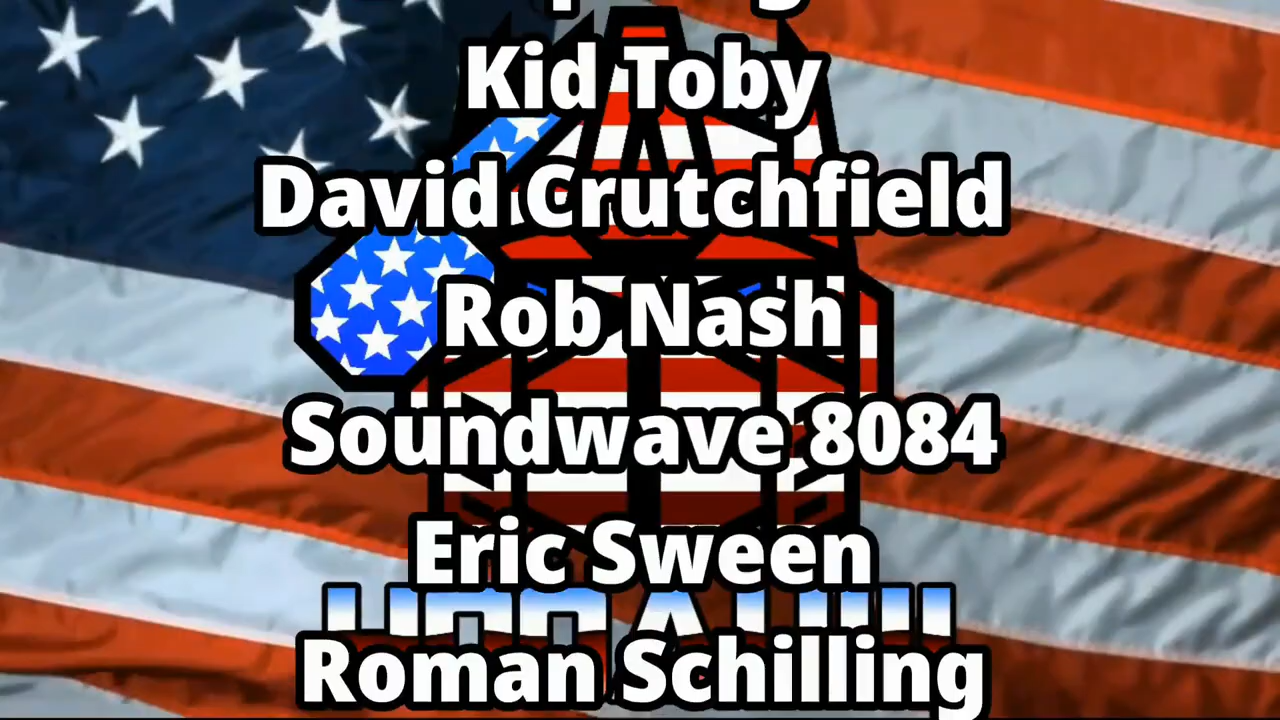 Kid Toby
David Crutchfield
Rob Nash
Soundwave 8084
Eric Sween
Roman Schilling